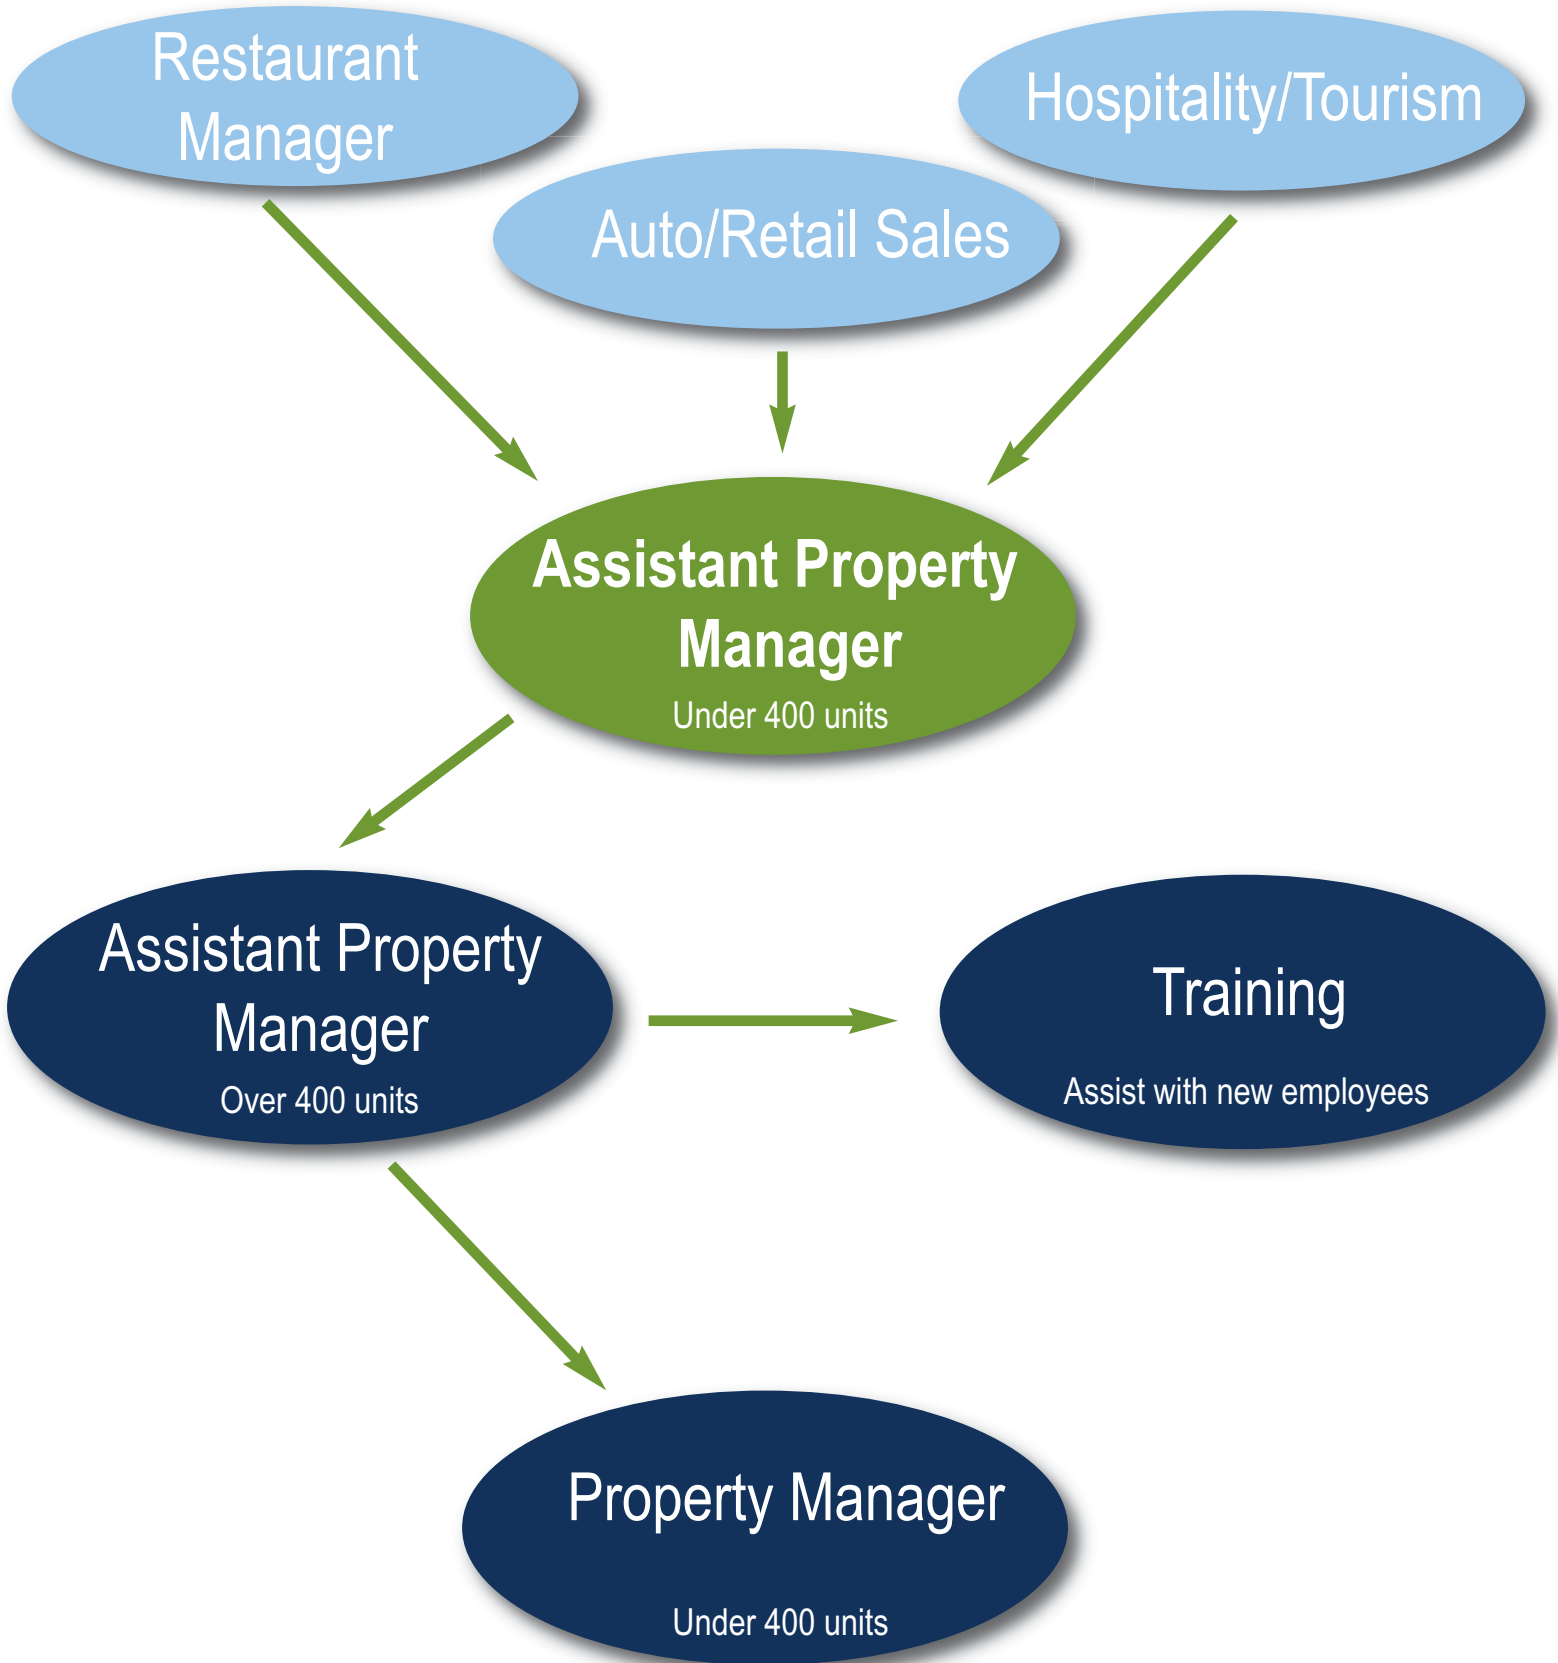 Restaurant
Manager
Hospitality/Tourism
Auto/Retail Sales
Assistant Property
Manager
Under 400 units
Assistant Property
Manager
Over 400 units
Training
Assist with new employees
Property Manager
Under 400 units